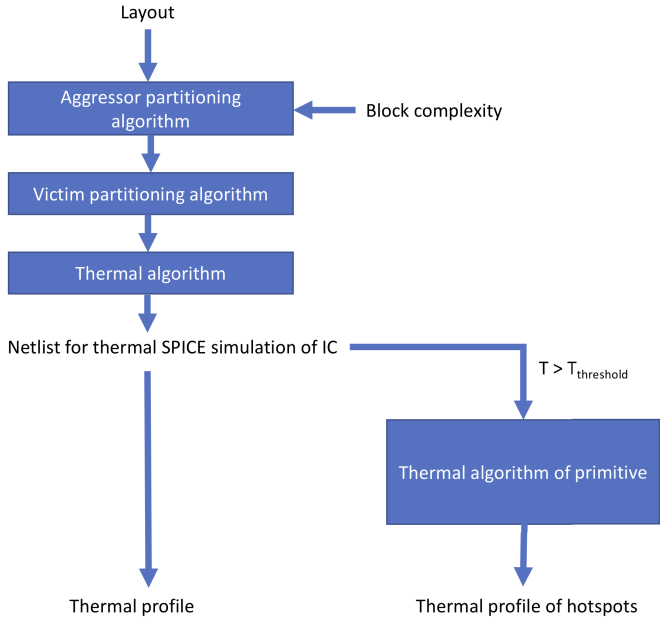 Layout
Aggressor partitioning
algorithm
Block complexity
Victim partitioning algorithm
Thermal algorithm
Netlist for thermal SPICE simulation of IC
T > Tthreshold
Thermal algorithm of primitive
Thermal profile
Thermal profile of hotspots